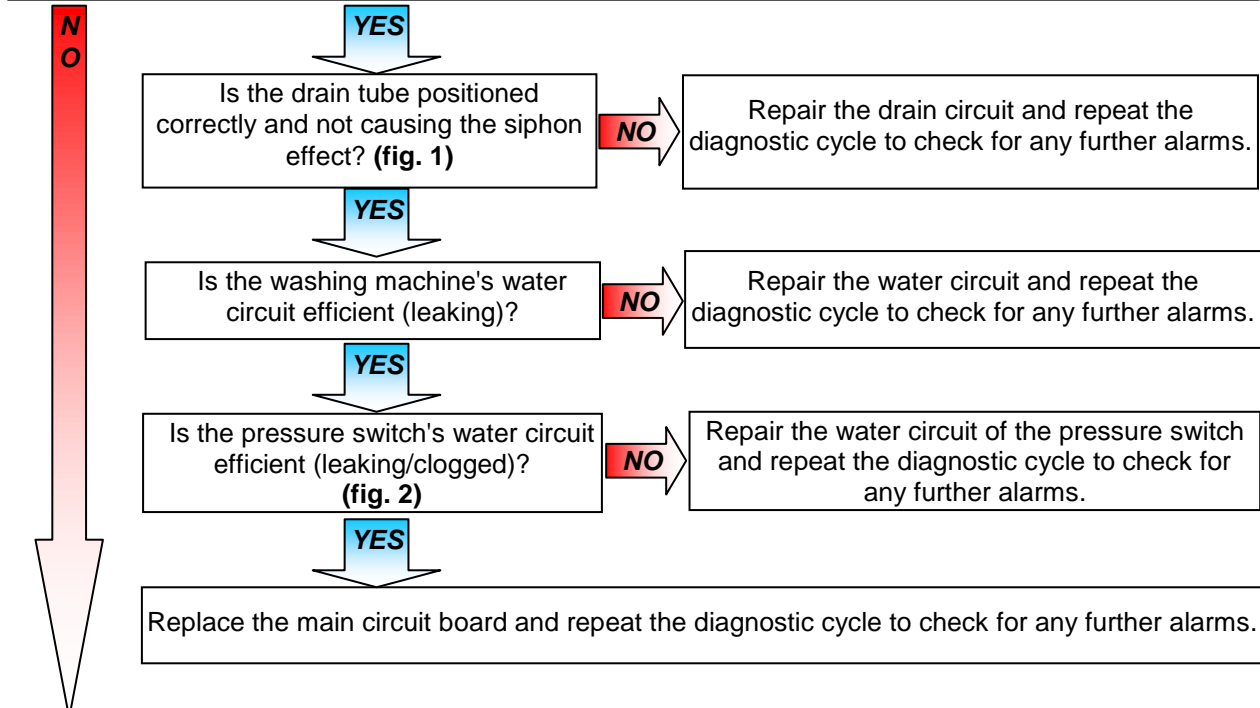 N
O
YES
Is the drain tube positioned
correctly and not causing the siphon
effect? (fig. 1)
NO
Repair the drain circuit and repeat the
diagnostic cycle to check for any further alarms.
YES
Is the washing machine's water
circuit efficient (leaking)?
NO
Repair the water circuit and repeat the
diagnostic cycle to check for any further alarms.
YES
Is the pressure switch's water circuit
efficient (leaking/clogged)?
(fig. 2)
NO
Repair the water circuit of the pressure switch
and repeat the diagnostic cycle to check for
any further alarms.
YES
Replace the main circuit board and repeat the diagnostic cycle to check for any further alarms.